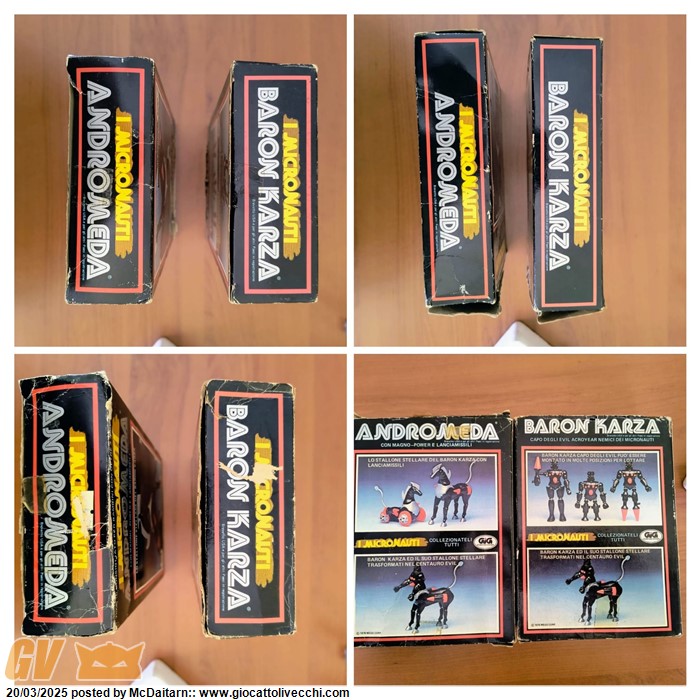 I MICRONAUTI
ANDROMEDA
I MICRONAUTI
BARON KARZA
I MICRONAUTI
ANDROMEDA
I MICRONAUTI
BARON KARZA
I MICRONAUTI
ANDROMEDA
I MICRONAUTI
BARON KARZA
ANDROMEDA
CON MAGNO-POWER E LANCIAMISSILI
LO STALLONE STELLARE DEL BARON KARZA CON
LANCIAMISSILI
I MICRONAUTI
COLLEZIONATELI
TUTTI
GiG
BARON KARZA ED IL SUO STALLONE STELLARE
TRASFORMATI NEL CENTAURO EVIL
BARON KARZA
CAPO DEGLI EVIL ACROYEAR NEMICI DEI MICRONAUTI
BARON KARZA CAPO DEGLI EVIL PUO' ESSERE
MONTATO IN MOLTE POSIZIONI PER LOTTARE
I MICRONAUTI
COLLEZIONATELI
TUTTI
GiG
BARON KARZA ED IL SUO STALLONE STELLARE
TRASFORMATI NEL CENTAURO EVIL
GV
20/03/2025 posted by McDaitarn:: www.giocattolivecchi.com